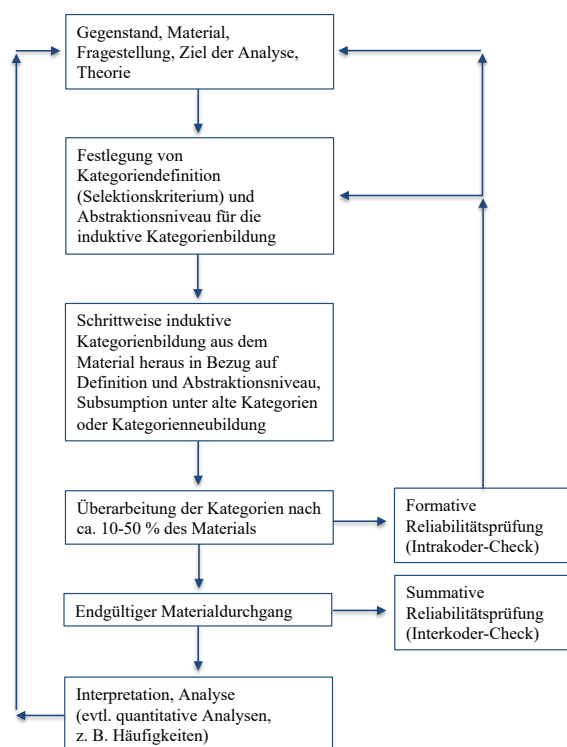 Gegenstand, Material,
Fragestellung, Ziel der Analyse,
Theorie
Festlegung von
Kategoriendefinition
(Selektionskriterium) und
Abstraktionsniveau für die
induktive Kategorienbildung
Schrittweise induktive
Kategorienbildung aus dem
Material heraus in Bezug auf
Definition und Abstraktionsniveau,
Subsumption unter alte Kategorien
oder Kategorienneubildung
Überarbeitung der Kategorien nach
ca. 10-50 % des Materials
Formative
Reliabilitätsprüfung
(Intrakoder-Check)
Endgültiger Materialdurchgang
Summative
Reliabilitätsprüfung
(Interkoder-Check)
Interpretation, Analyse
(evtl. quantitative Analysen,
z. B. Häufigkeiten)